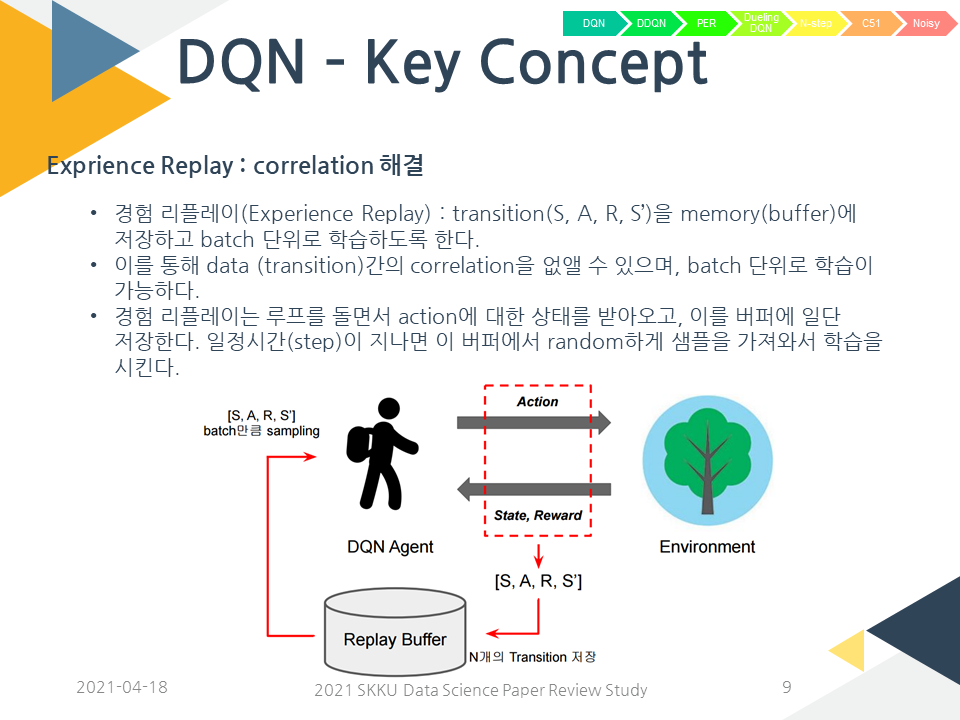 DQN
DDQN
PER
Dueling
DQN
N-step
C51
Noisy
DQN - Key Concept
Exprience Replay : correlation 해결
• 경험 리플레이(Experience Replay) : transition(S, A, R, S’)을 memory(buffer)에
저장하고 batch 단위로 학습하도록 한다.
• 이를 통해 data (transition)간의 correlation을 없앨 수 있으며, batch 단위로 학습이
가능하다.
• 경험 리플레이는 루프를 돌면서 action에 대한 상태를 받아오고, 이를 버퍼에 일단
저장한다. 일정시간(step)이 지나면 이 버퍼에서 random하게 샘플을 가져와서 학습을
시킨다.
[S, A, R, S’]
batch만큼 sampling
Action
State, Reward
DQN Agent
Environment
[S, A, R, S’]
Replay Buffer
N개의 Transition 저장
2021-04-18
2021 SKKU Data Science Paper Review Study
9